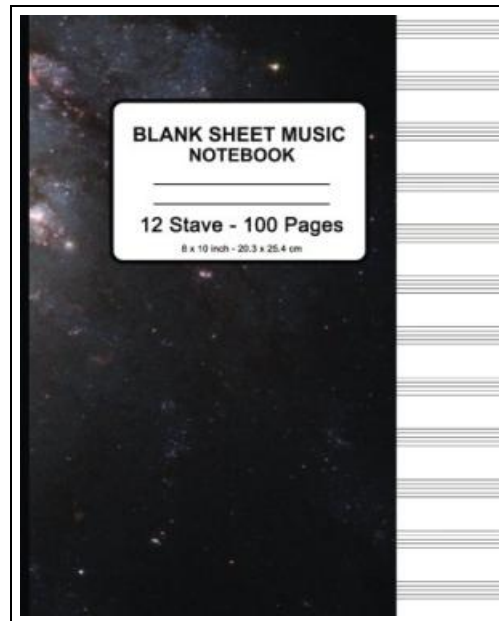 BLANK SHEET MUSIC
NOTEBOOK
12 Stave - 100 Pages
8 x 10 inch - 20.3 x 25.4 cm